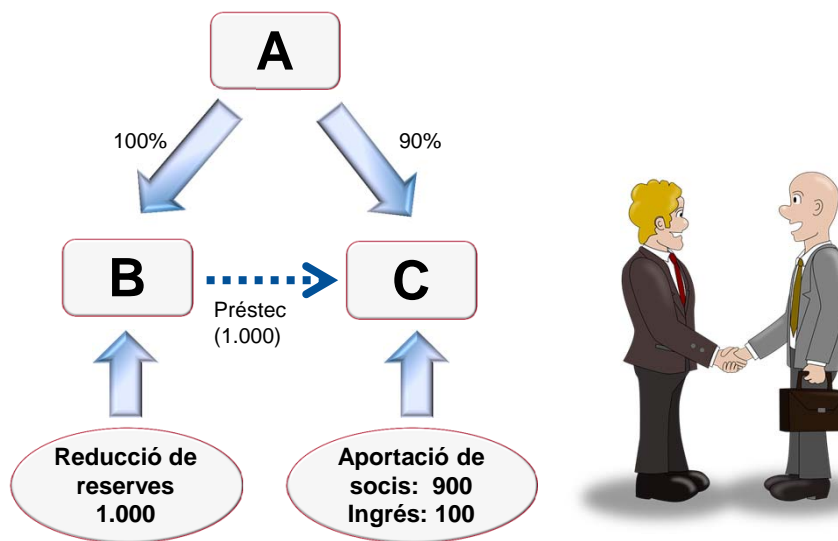 A
100%
90%
B
C
Préstec
(1.000)
Reducció de
reserves
1.000
Aportació de
socis: 900
Ingrés: 100